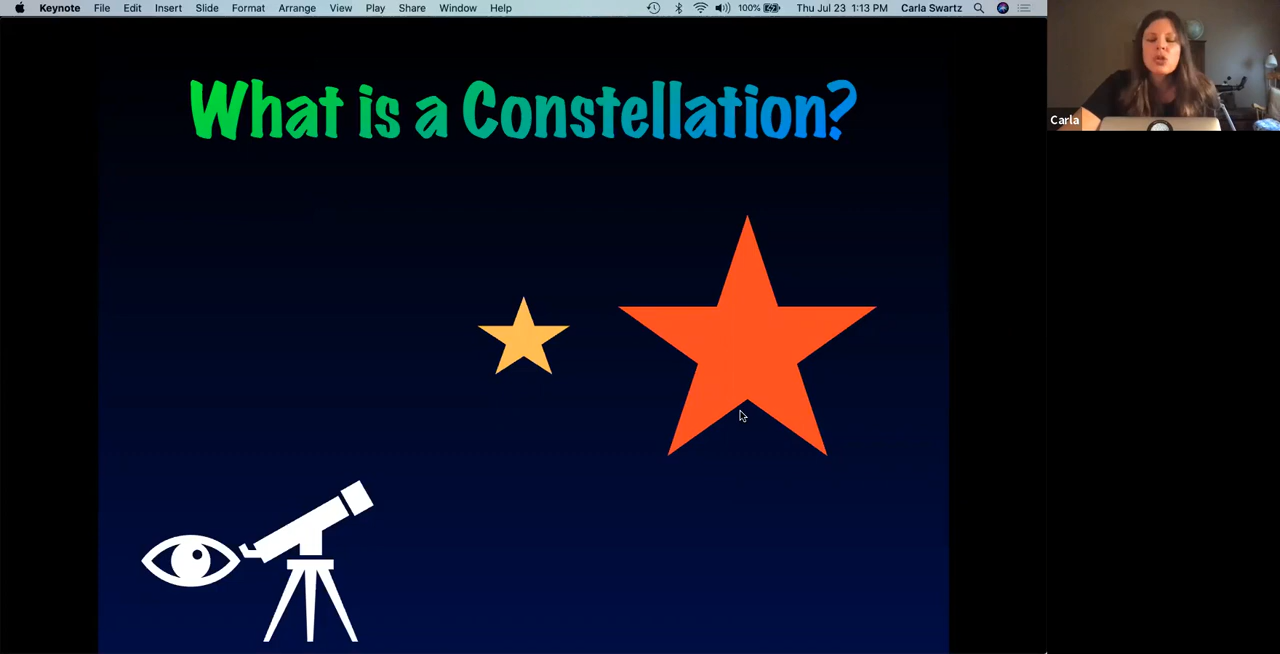 Keynote File Edit Insert Slide Format Arrange View Play Share Window Help 100% Thu Jul 23 1:13 PM Carla Swartz
What is a Constellation?
Carla